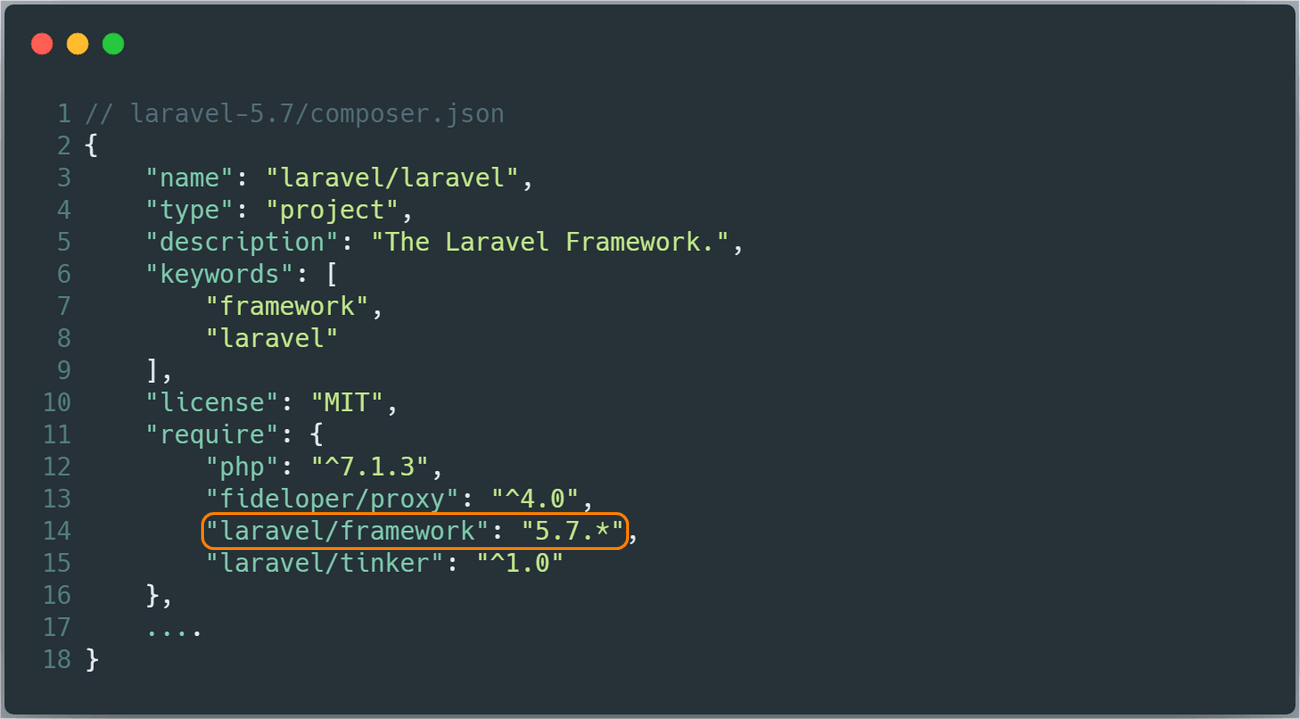 1 // laravel-5.7/composer.json
2 {
3     "name": "laravel/laravel",
4     "type": "project",
5     "description": "The Laravel Framework.",
6     "keywords": [
7         "framework",
8         "laravel"
9     ],
10     "license": "MIT",
11     "require": {
12         "php": "^7.1.3",
13         "fideloper/proxy": "^4.0",
14         "laravel/framework": "5.7.*",
15         "laravel/tinker": "^1.0"
16     },
17     ....
18 }